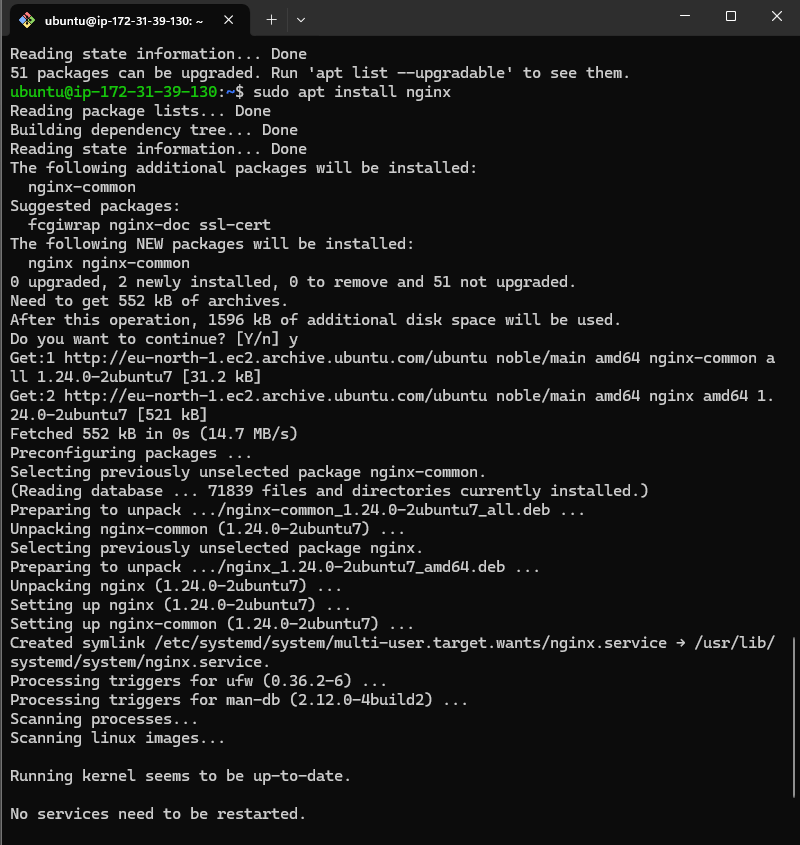 ubuntu@ip-172-31-39-130: ~
Reading state information... Done
51 packages can be upgraded. Run 'apt list --upgradable' to see them.
ubuntu@ip-172-31-39-130:~$ sudo apt install nginx
Reading package lists... Done
Building dependency tree... Done
Reading state information... Done
The following additional packages will be installed:
  nginx-common
Suggested packages:
  fcgiwrap nginx-doc ssl-cert
The following NEW packages will be installed:
  nginx nginx-common
0 upgraded, 2 newly installed, 0 to remove and 51 not upgraded.
Need to get 552 kB of archives.
After this operation, 1596 kB of additional disk space will be used.
Do you want to continue? [Y/n] y
Get:1 http://eu-north-1.ec2.archive.ubuntu.com/ubuntu noble/main amd64 nginx-common a
ll 1.24.0-2ubuntu7 [31.2 kB]
Get:2 http://eu-north-1.ec2.archive.ubuntu.com/ubuntu noble/main amd64 nginx amd64 1.
24.0-2ubuntu7 [521 kB]
Fetched 552 kB in 0s (14.7 MB/s)
Preconfiguring packages ...
Selecting previously unselected package nginx-common.
(Reading database ... 71839 files and directories currently installed.)
Preparing to unpack .../nginx-common_1.24.0-2ubuntu7_all.deb ...
Unpacking nginx-common (1.24.0-2ubuntu7) ...
Selecting previously unselected package nginx.
Preparing to unpack .../nginx_1.24.0-2ubuntu7_amd64.deb ...
Unpacking nginx (1.24.0-2ubuntu7) ...
Setting up nginx (1.24.0-2ubuntu7) ...
Setting up nginx-common (1.24.0-2ubuntu7) ...
Created symlink /etc/systemd/system/multi-user.target.wants/nginx.service → /usr/lib/
systemd/system/nginx.service.
Processing triggers for ufw (0.36.2-6) ...
Processing triggers for man-db (2.12.0-4build2) ...
Scanning processes...
Scanning linux images...
Running kernel seems to be up-to-date.
No services need to be restarted.